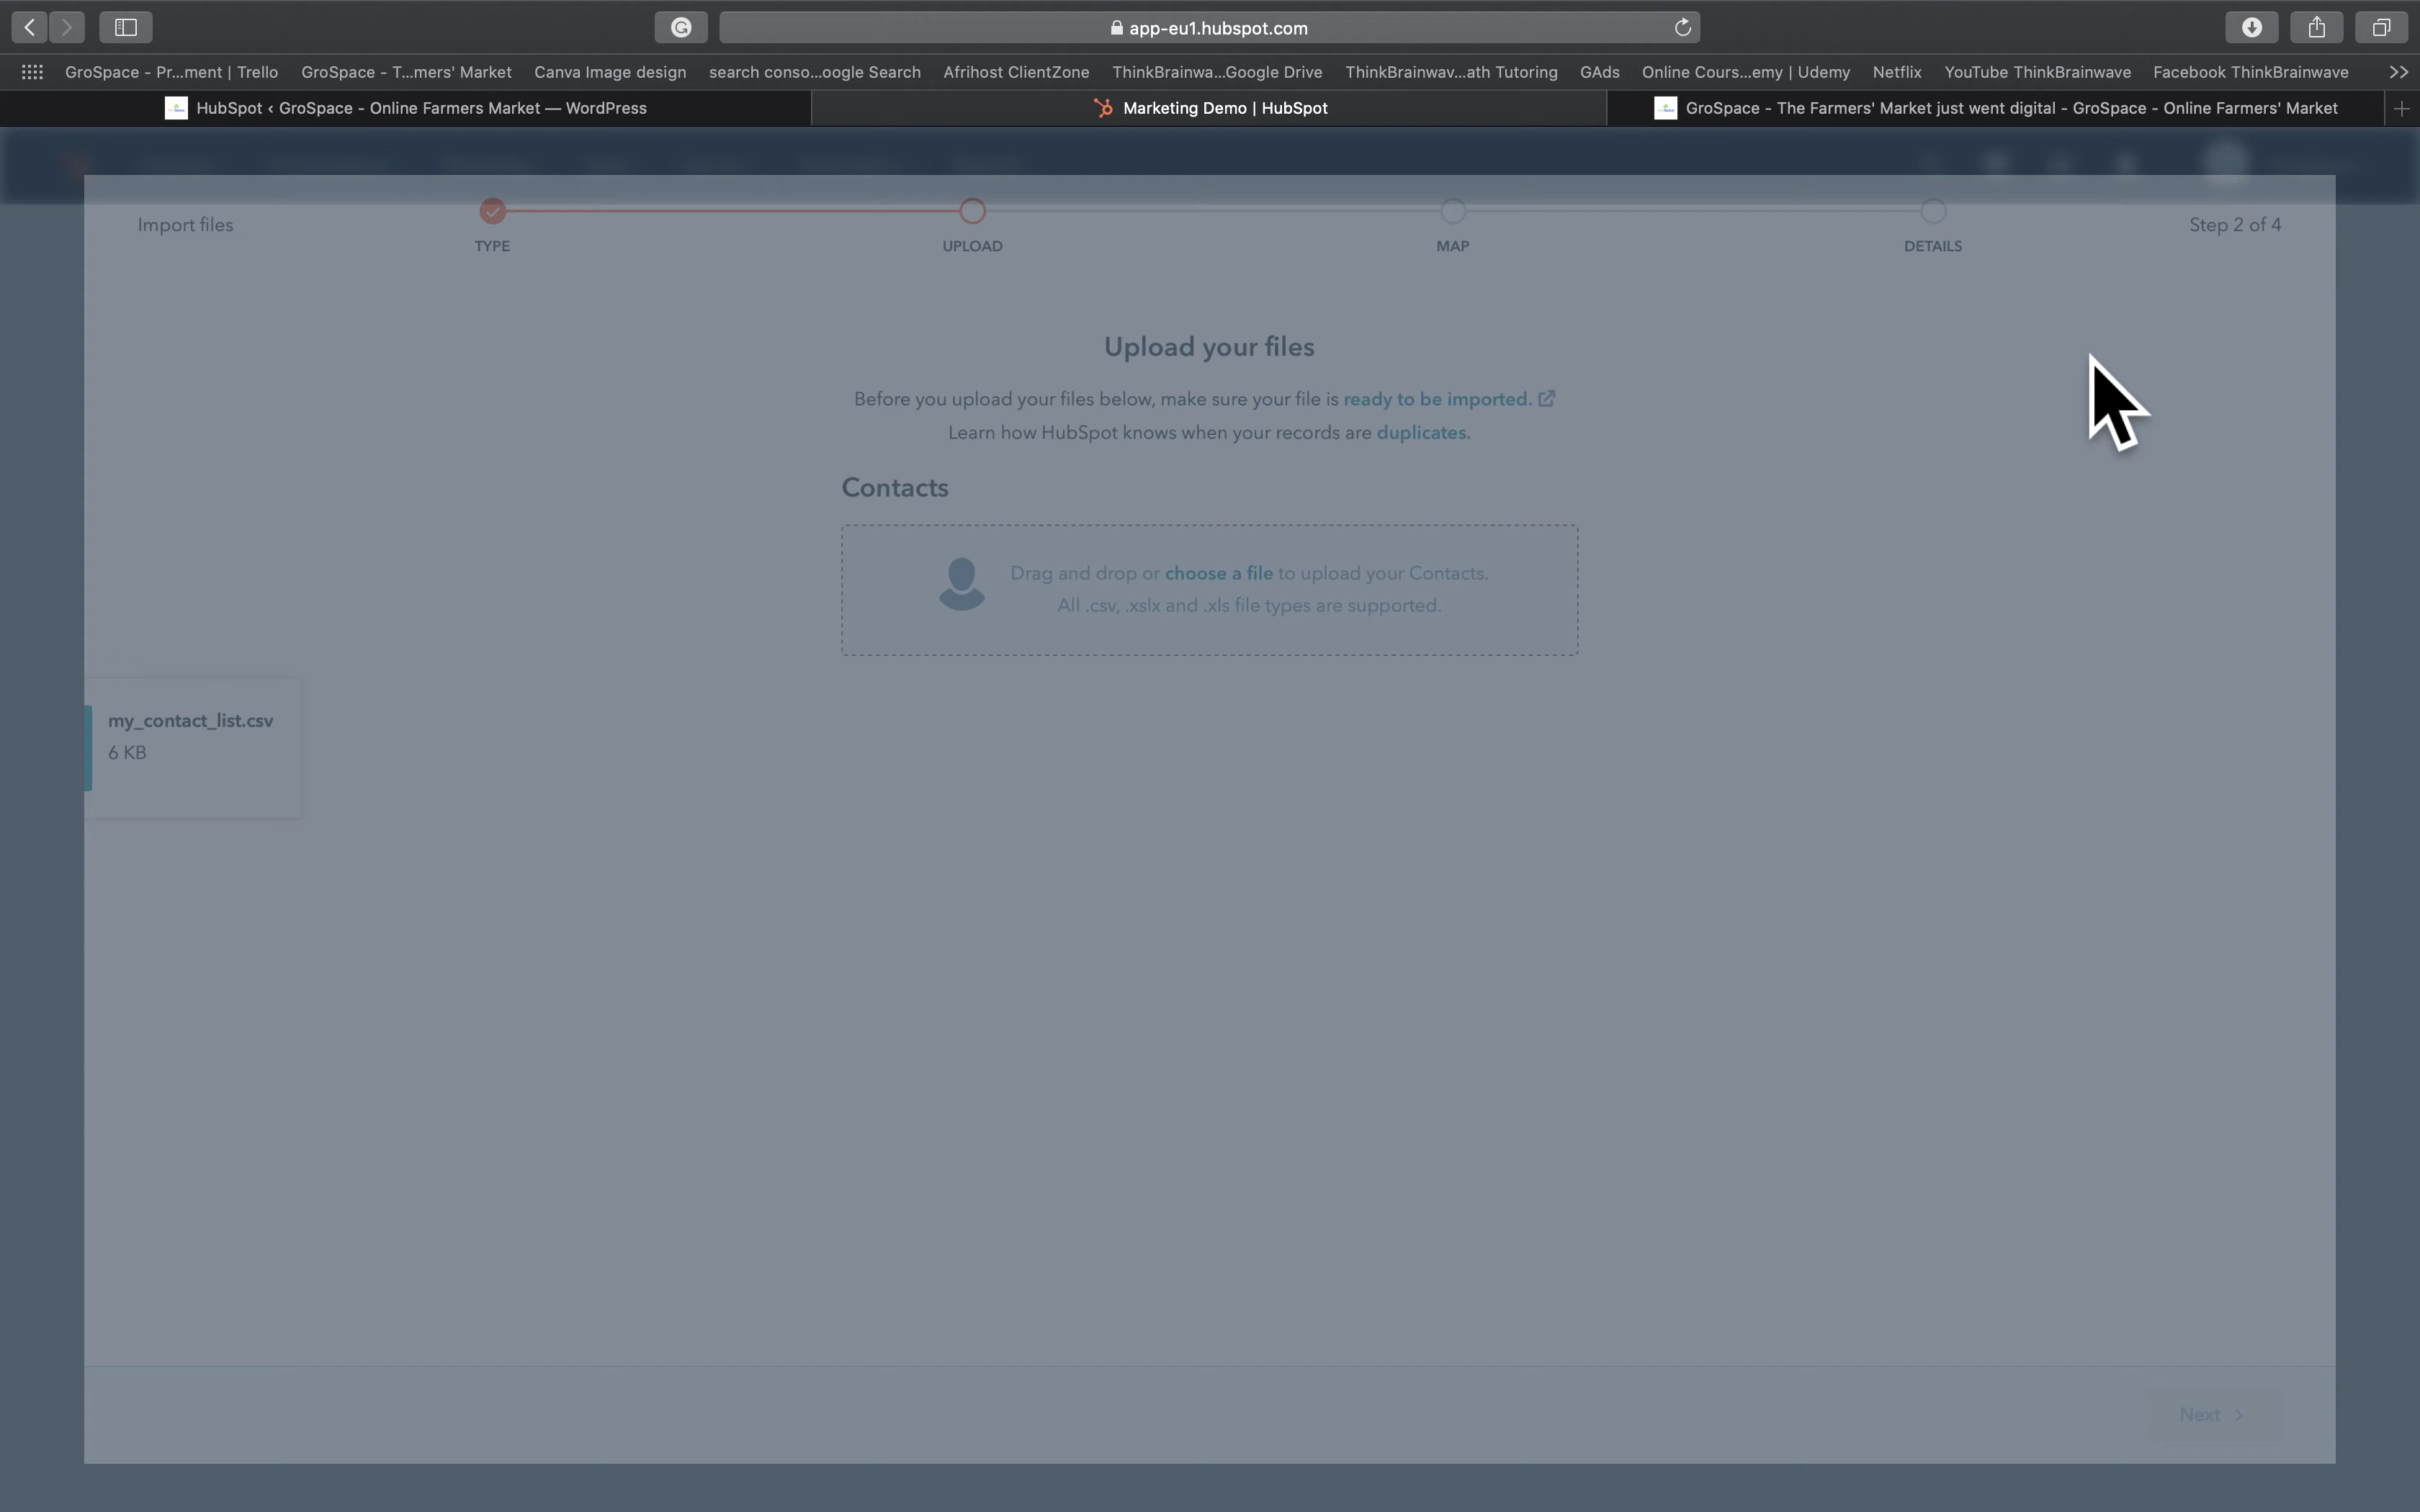 app-eu1.hubspot.com
GroSpace - Pr...ment | Trello
GroSpace - T...mers' Market
Canva Image design
search conso...oogle Search
Afrihost ClientZone
ThinkBrainwa...Google Drive
ThinkBrainwav...ath Tutoring
GAds
Online Cours...emy | Udemy
Netflix
YouTube ThinkBrainwave
Facebook ThinkBrainwave
HubSpot ‹ GroSpace - Online Farmers Market — WordPress
Marketing Demo | HubSpot
GroSpace - The Farmers' Market just went digital - GroSpace - Online Farmers' Market
Import files
TYPE
UPLOAD
MAP
DETAILS
Step 2 of 4
Upload your files
Before you upload your files below, make sure your file is ready to be imported.
Learn how HubSpot knows when your records are duplicates.
Contacts
Drag and drop or choose a file to upload your Contacts.
All .csv, .xslx and .xls file types are supported.
my_contact_list.csv
6 KB
Next